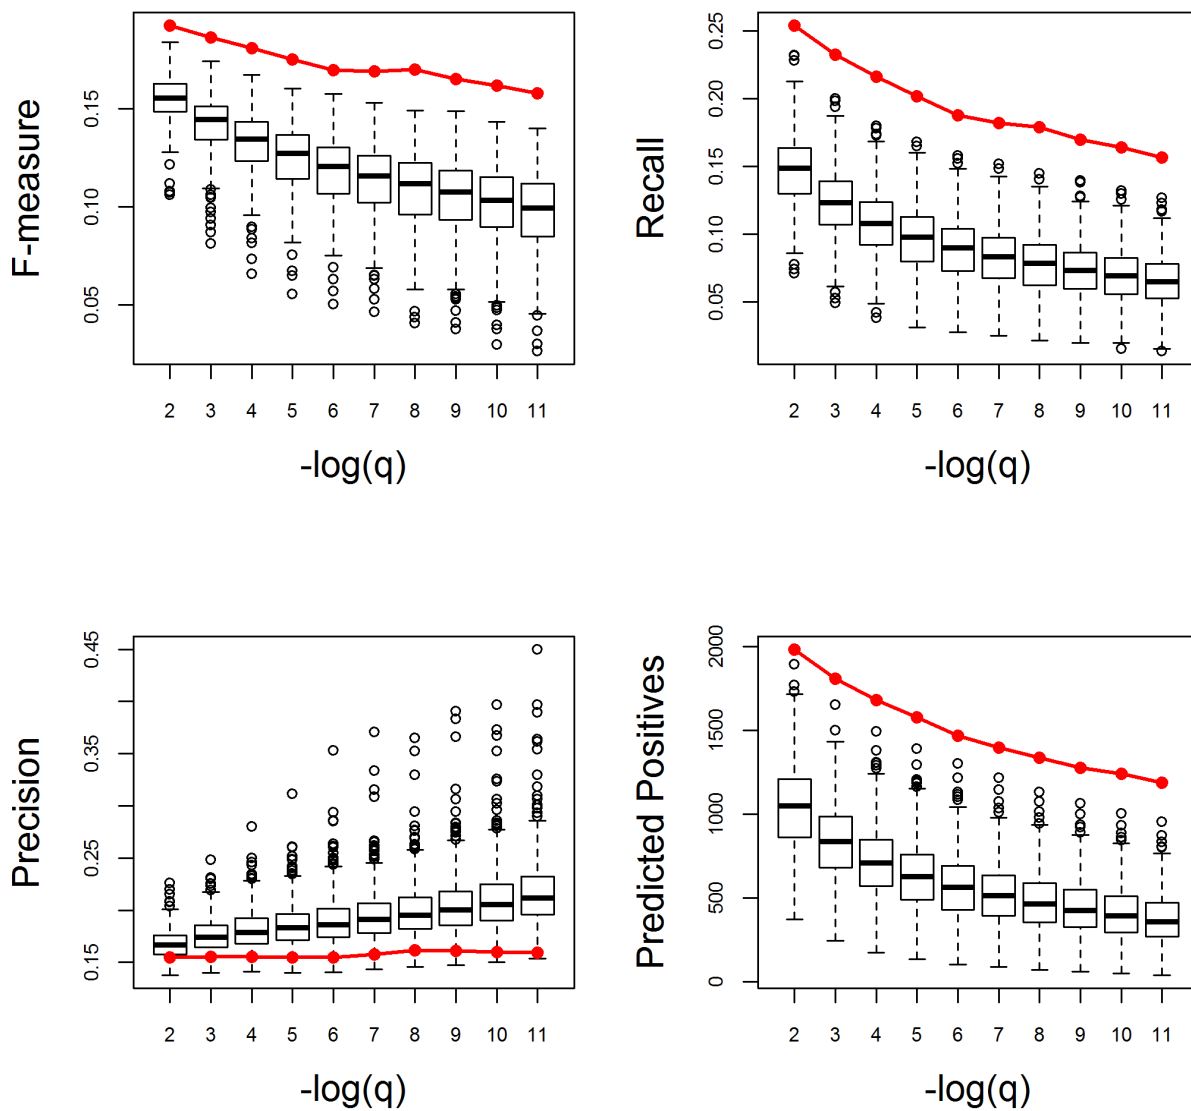 F-measure
0.15
0.10
0.05
2 3 4 5 6 7 8 9 10 11
-log(q)
Recall
0.25
0.20
0.15
0.10
0.05
2 3 4 5 6 7 8 9 10 11
-log(q)
Precision
0.45
0.35
0.25
0.15
2 3 4 5 6 7 8 9 10 11
-log(q)
Predicted Positives
2000
1500
1000
500
0
2 3 4 5 6 7 8 9 10 11
-log(q)